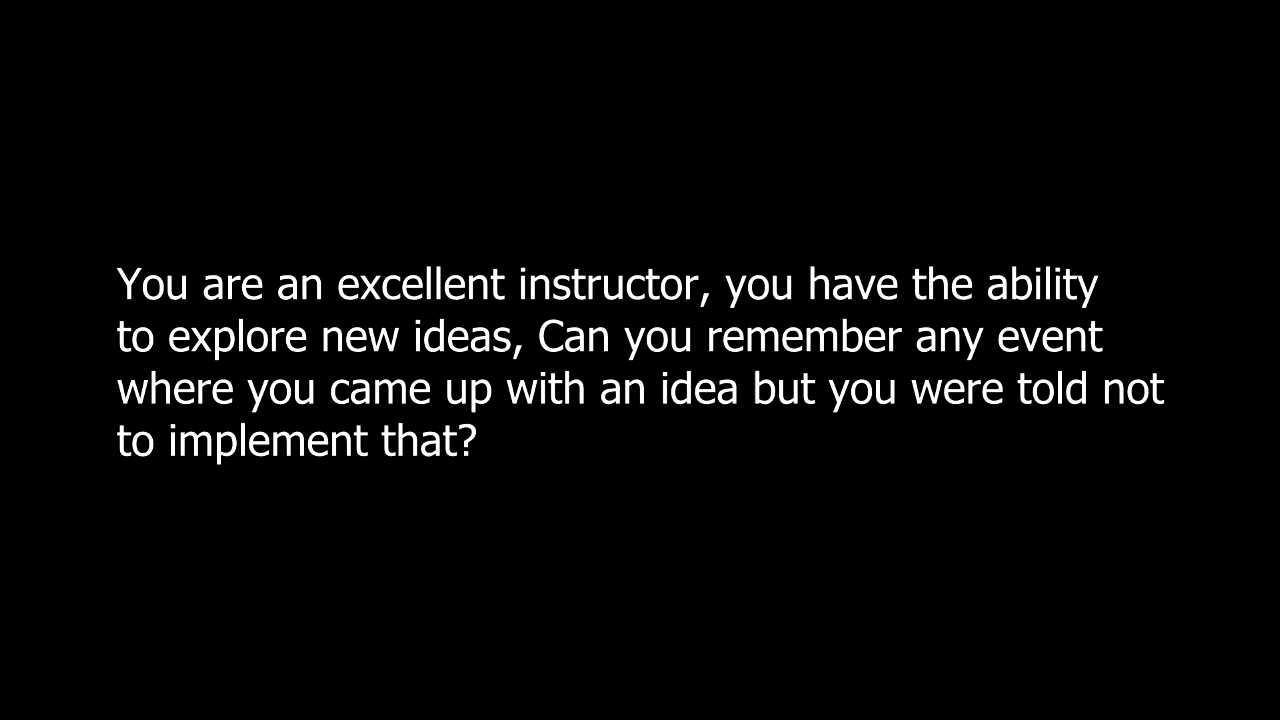 You are an excellent instructor, you have the ability
to explore new ideas, Can you remember any event
where you came up with an idea but you were told not
to implement that?